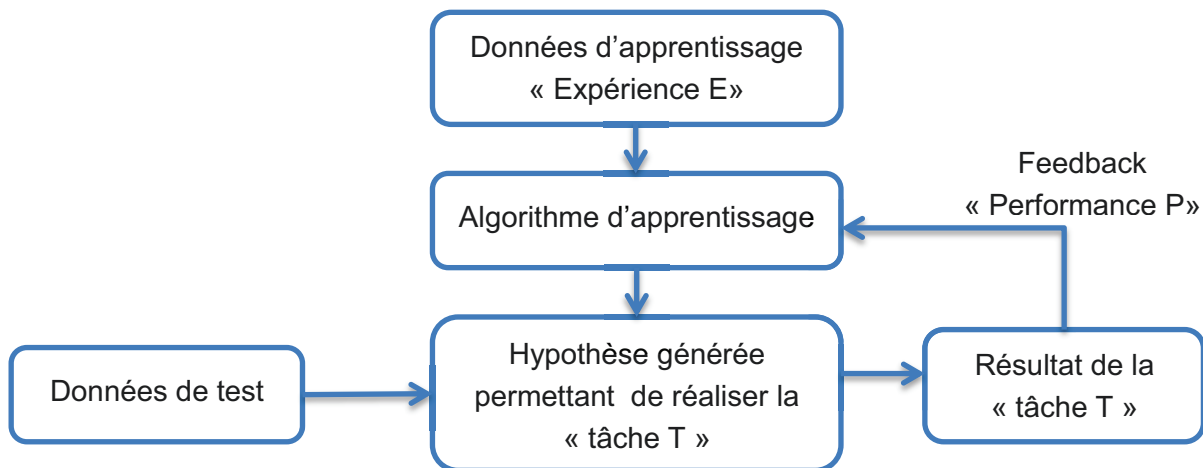 Données d’apprentissage
« Expérience E»
Feedback
« Performance P»
Algorithme d’apprentissage
Données de test
Hypothèse générée
permettant de réaliser la
« tâche T »
Résultat de la
« tâche T »